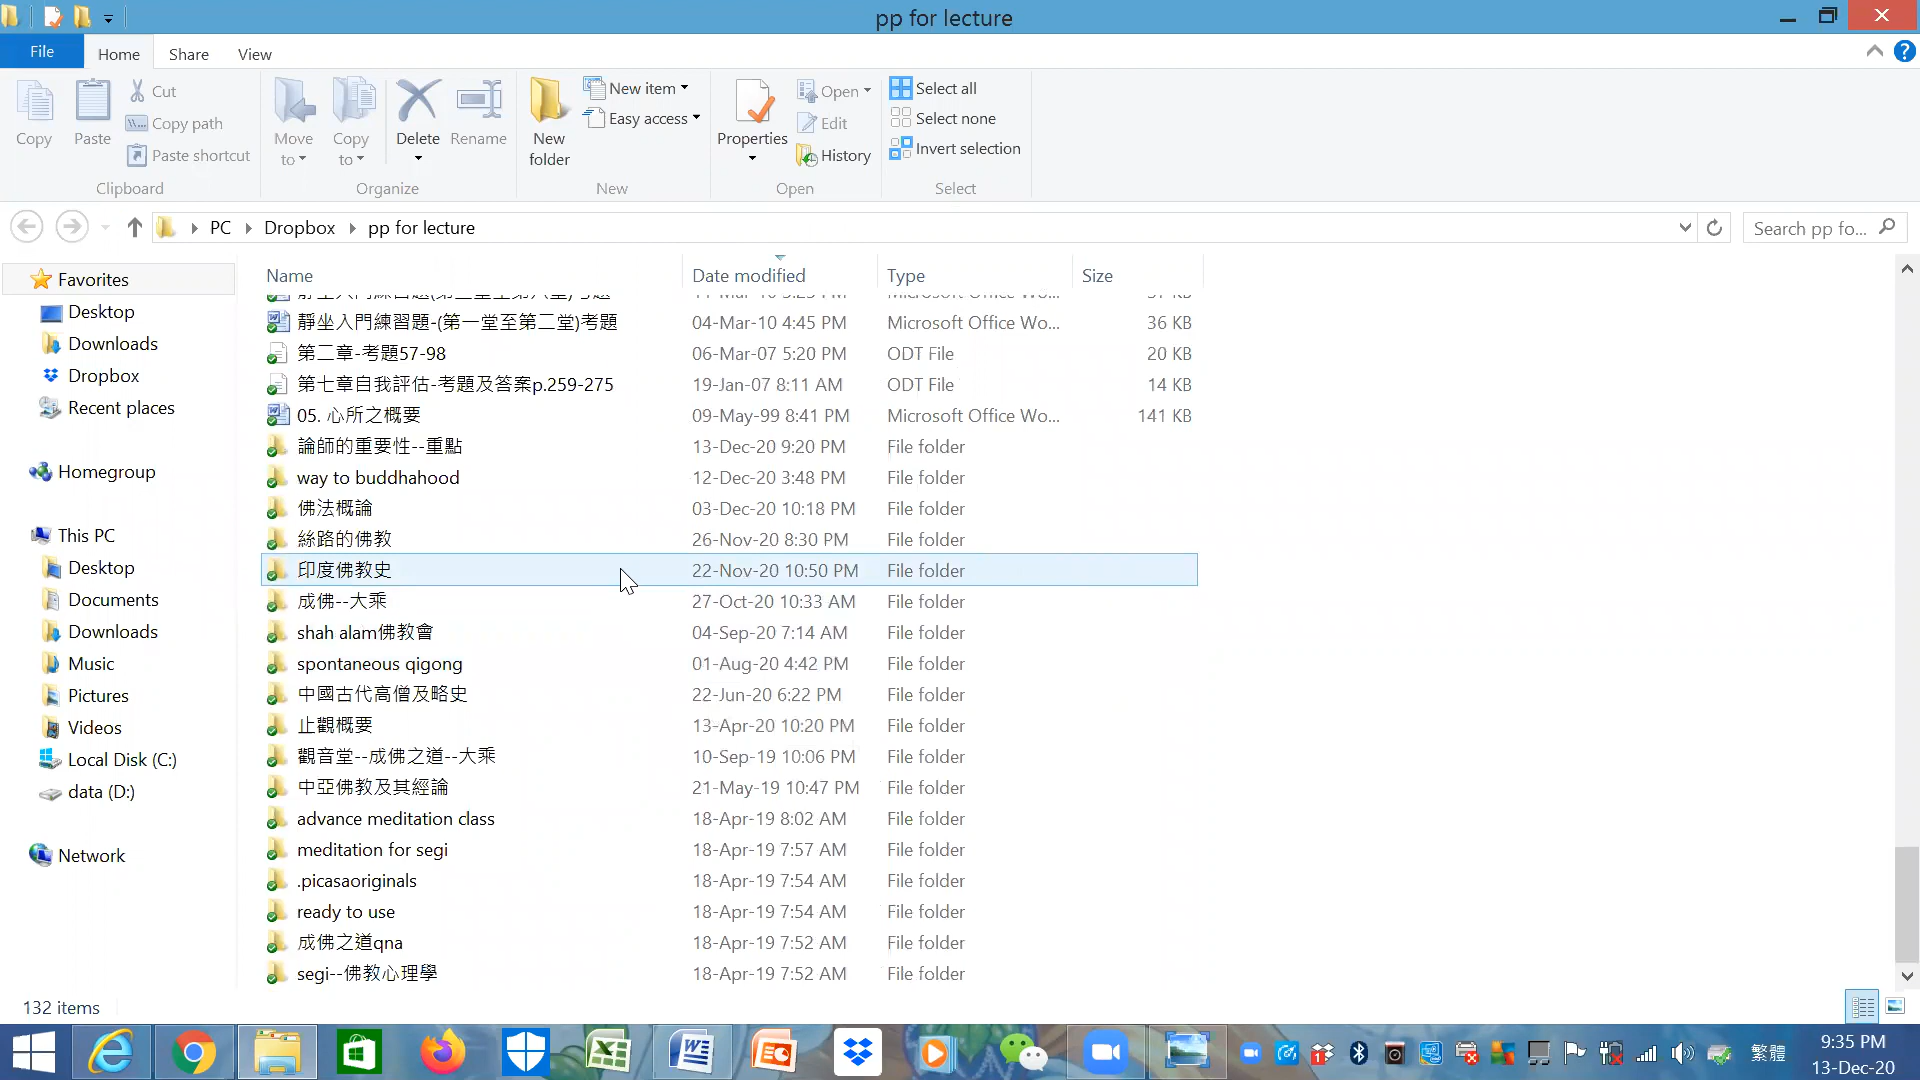 pp for lecture
File Home Share View
Copy Paste Cut Copy path Paste shortcut
Clipboard
Move to Copy to Delete Rename
Organize
New folder New item Easy access
New
Properties Open Edit History
Open
Select all
Select none
Invert selection
Select
PC Dropbox pp for lecture
Search pp fo...
Favorites
Desktop
Downloads
Dropbox
Recent places
Homegroup
This PC
Desktop
Documents
Downloads
Music
Pictures
Videos
Local Disk (C:)
data (D:)
Network
Name Date modified Type Size
靜坐入門練習題-(第一堂至第二堂)考題 04-Mar-10 4:45 PM Microsoft Office Wo... 36 KB
第二章-考題57-98 06-Mar-07 5:20 PM ODT File 20 KB
第七章自我評估-考題及答案p.259-275 19-Jan-07 8:11 AM ODT File 14 KB
05. 心所之概要 09-May-99 8:41 PM Microsoft Office Wo... 141 KB
論師的重要性--重點 13-Dec-20 9:20 PM File folder
way to buddhahood 12-Dec-20 3:48 PM File folder
佛法概論 03-Dec-20 10:18 PM File folder
絲路的佛教 26-Nov-20 8:30 PM File folder
印度佛教史 22-Nov-20 10:50 PM File folder
成佛--大乘 27-Oct-20 10:33 AM File folder
shah alam佛教會 04-Sep-20 7:14 AM File folder
spontaneous qigong 01-Aug-20 4:42 PM File folder
中國古代高僧及略史 22-Jun-20 6:22 PM File folder
止觀概要 13-Apr-20 10:20 PM File folder
觀音堂--成佛之道--大乘 10-Sep-19 10:06 PM File folder
中亞佛教及其經論 21-May-19 10:47 PM File folder
advance meditation class 18-Apr-19 8:02 AM File folder
meditation for segi 18-Apr-19 7:57 AM File folder
.picasaoriginals 18-Apr-19 7:54 AM File folder
ready to use 18-Apr-19 7:54 AM File folder
成佛之道qna 18-Apr-19 7:52 AM File folder
segi--佛教心理學 18-Apr-19 7:52 AM File folder
132 items
繁體
9:35 PM
13-Dec-20